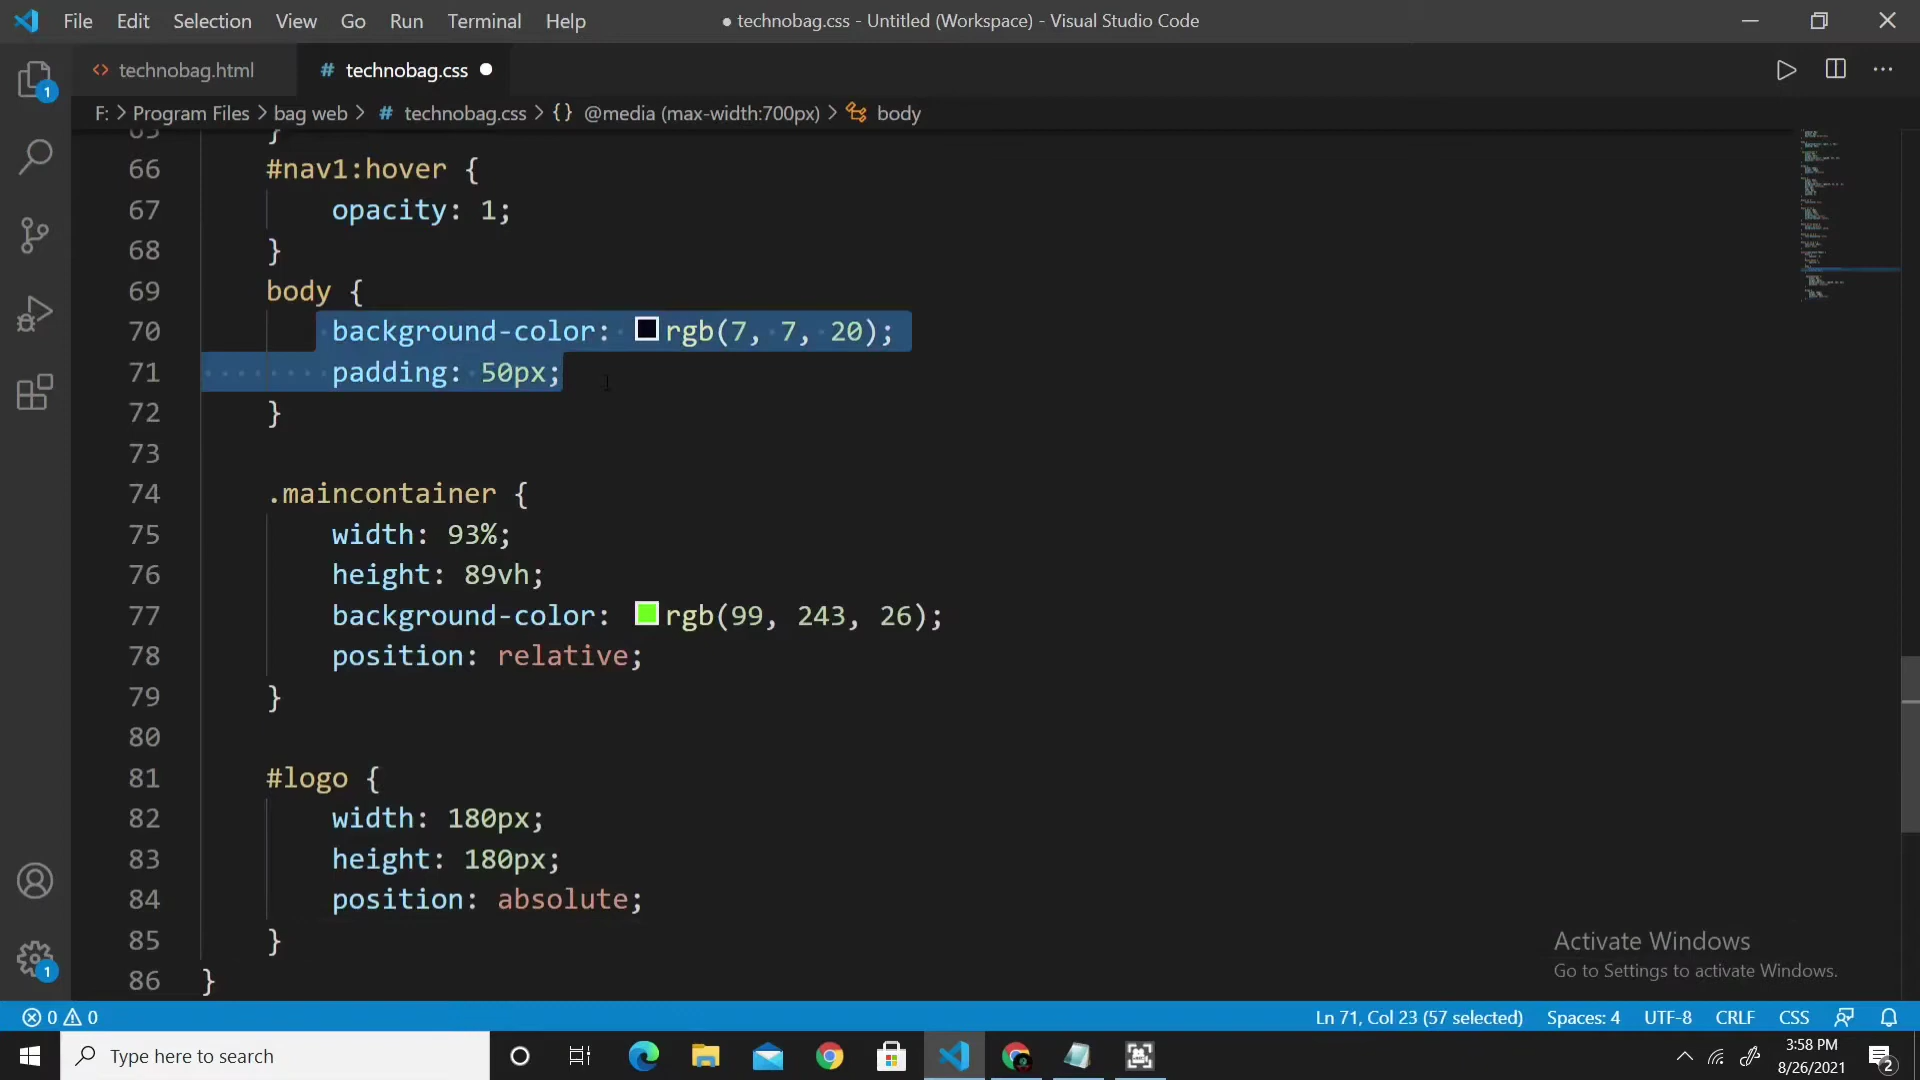 File Edit Selection View Go Run Terminal Help ● technobag.css - Untitled (Workspace) - Visual Studio Code
<> technobag.html # technobag.css ●
F: > Program Files > bag web > # technobag.css > {} @media (max-width:700px) > body
65 }
66 #nav1:hover {
67 opacity: 1;
68 }
69 body {
70 background-color: rgb(7, 7, 20);
71 padding: 50px;
72 }
73
74 .maincontainer {
75 width: 93%;
76 height: 89vh;
77 background-color: rgb(99, 243, 26);
78 position: relative;
79 }
80
81 #logo {
82 width: 180px;
83 height: 180px;
84 position: absolute;
85 }
86 }
1
1
Activate Windows
Go to Settings to activate Windows.
0 0 Ln 71, Col 23 (57 selected) Spaces: 4 UTF-8 CRLF CSS
Type here to search
3:58 PM
8/26/2021
2